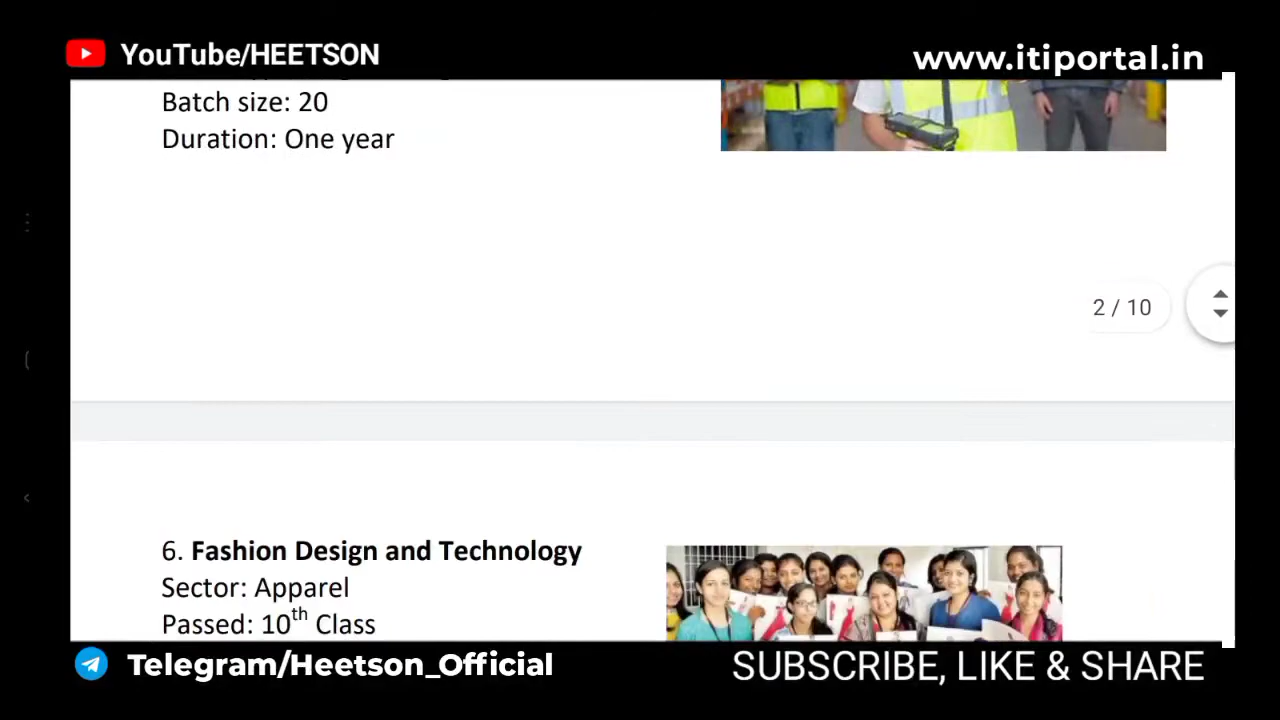 YouTube/HEETSON
www.itiportal.in
Batch size: 20
Duration: One year
2 / 10
6. Fashion Design and Technology
Sector: Apparel
Passed: 10th Class
Telegram/Heetson_Official
SUBSCRIBE, LIKE & SHARE